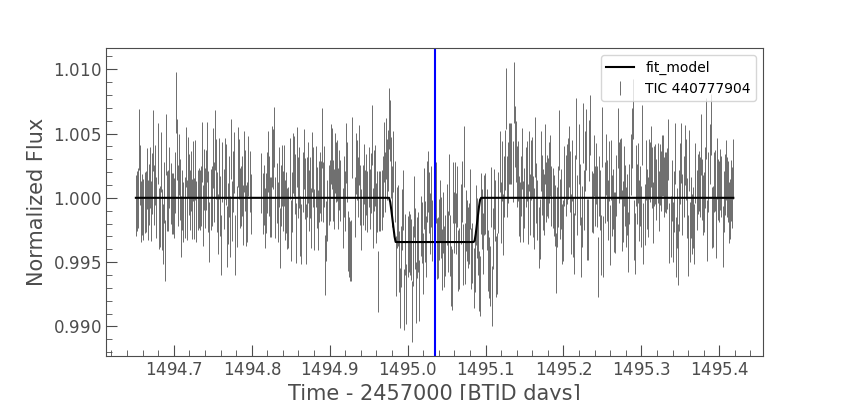 Normalized Flux
1.010
1.005
1.000
0.995
0.990
fit_model
TIC 440777904
1494.7 1494.8 1494.9 1495.0 1495.1 1495.2 1495.3 1495.4
Time - 2457000 [BTJD days]